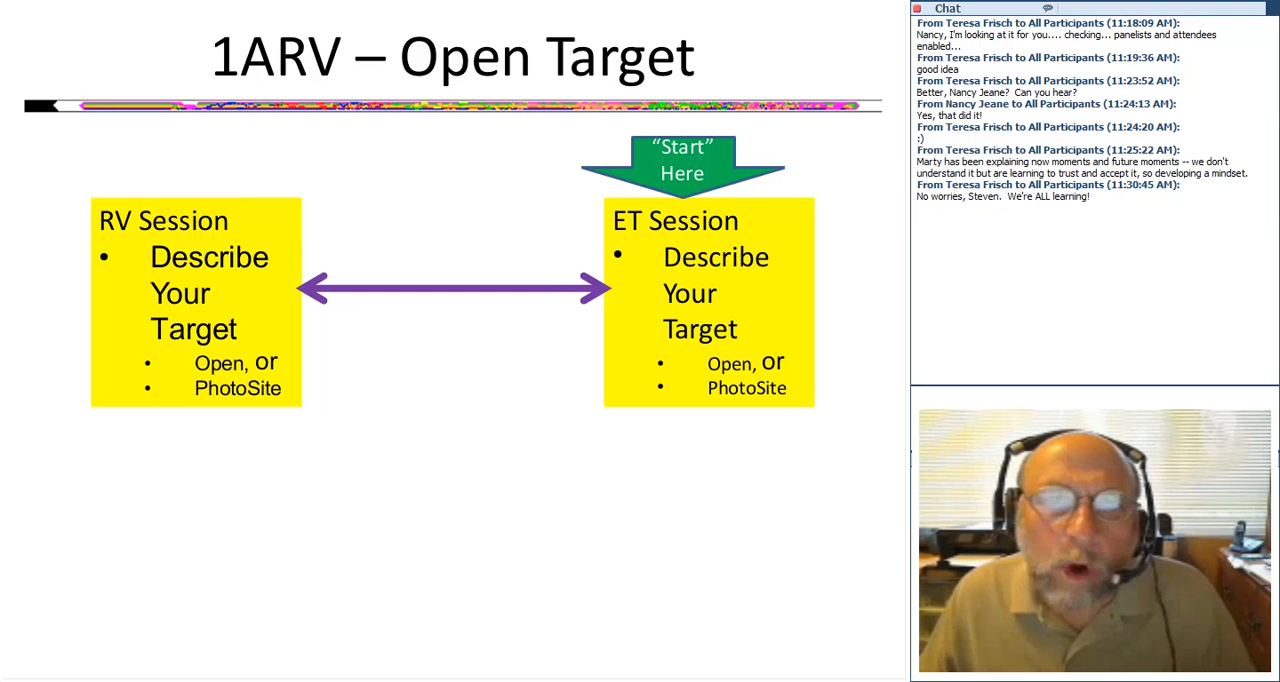 1ARV – Open Target
“Start”
Here
RV Session
• Describe
Your
Target
• Open, or
• PhotoSite
ET Session
• Describe
Your
Target
• Open, or
• PhotoSite
Chat
From Teresa Frisch to All Participants (11:18:09 AM):
Nancy, I'm looking at it for you.... checking... panelists and attendees
enabled...
From Teresa Frisch to All Participants (11:19:36 AM):
good idea
From Teresa Frisch to All Participants (11:23:52 AM):
Better, Nancy Jeane? Can you hear?
From Nancy Jeane to All Participants (11:24:13 AM):
Yes, that did it!
From Teresa Frisch to All Participants (11:24:20 AM):
:)
From Teresa Frisch to All Participants (11:25:22 AM):
Marty has been explaining now moments and future moments -- we don't
understand it but are learning to trust and accept it, so developing a mindset.
From Teresa Frisch to All Participants (11:30:45 AM):
No worries, Steven. We're ALL learning!